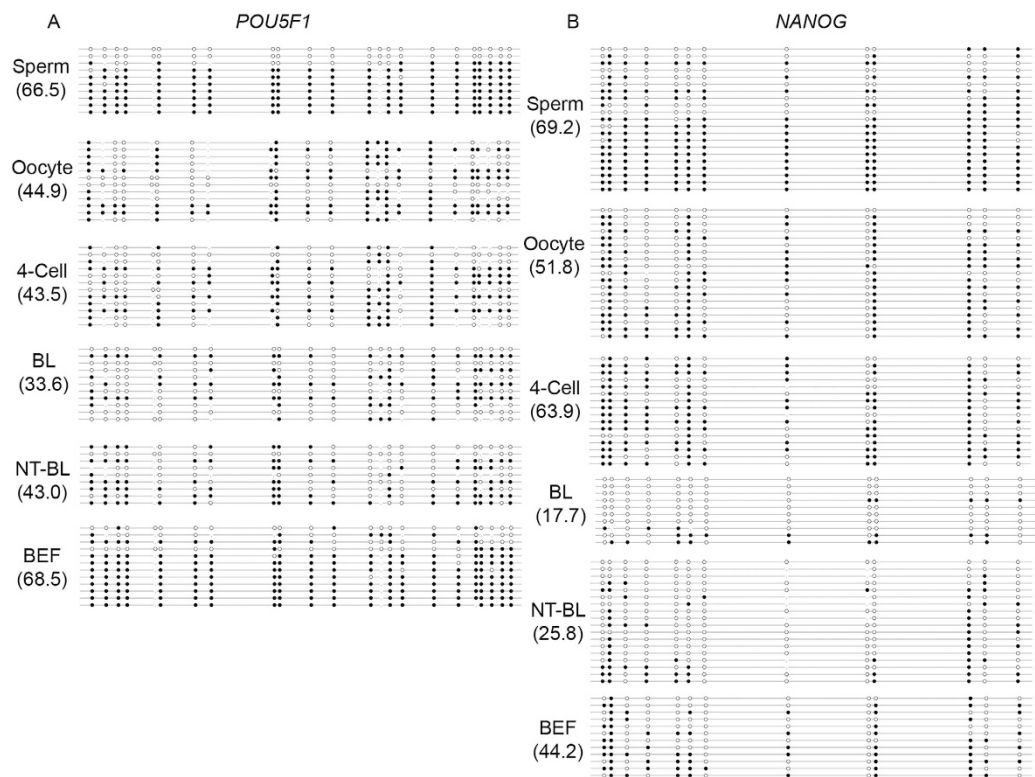 A
POU5F1
Sperm
(66.5)
Oocyte
(44.9)
4-Cell
(43.5)
BL
(33.6)
NT-BL
(43.0)
BEF
(68.5)
B
NANOG
Sperm
(69.2)
Oocyte
(51.8)
4-Cell
(63.9)
BL
(17.7)
NT-BL
(25.8)
BEF
(44.2)